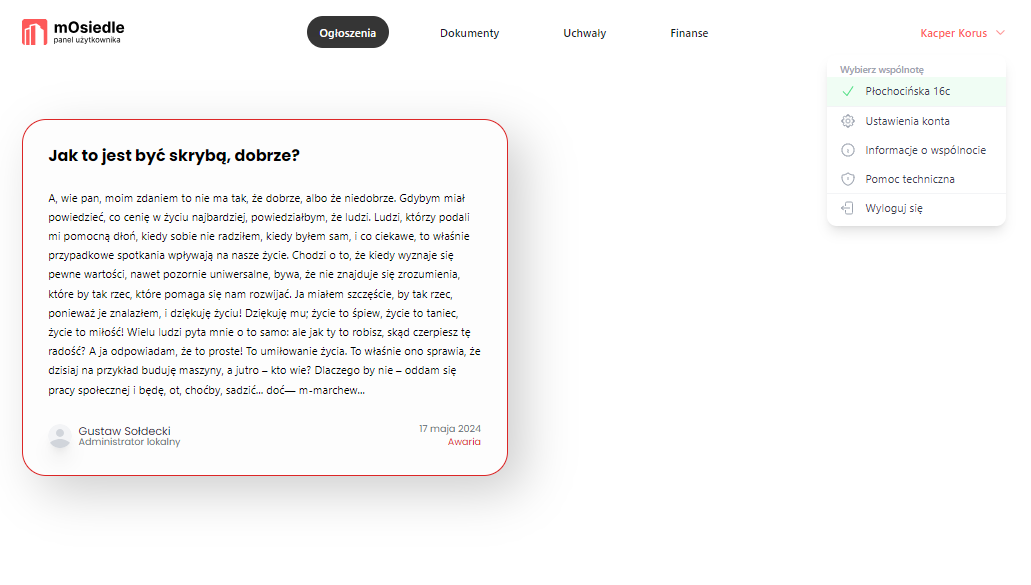 mOsiedle
panel użytkownika
Ogłoszenia
Dokumenty
Uchwały
Finanse
Kacper Korus
Wybierz wspólnotę
Płochocińska 16c
Ustawienia konta
Informacje o wspólnocie
Pomoc techniczna
Wyloguj się
Jak to jest być skrybą, dobrze?
A, wie pan, moim zdaniem to nie ma tak, że dobrze, albo że niedobrze. Gdybym miał
powiedzieć, co cenię w życiu najbardziej, powiedziałbym, że ludzi. Ludzi, którzy podali
mi pomocną dłoń, kiedy sobie nie radziłem, kiedy byłem sam, i co ciekawe, to właśnie
przypadkowe spotkania wpływają na nasze życie. Chodzi o to, że kiedy wyznaje się
pewne wartości, nawet pozornie uniwersalne, bywa, że nie znajduje się zrozumienia,
które by tak rzec, które pomaga się nam rozwijać. Ja miałem szczęście, by tak rzec,
ponieważ je znalazłem, i dziękuję życiu! Dziękuję mu; życie to śpiew, życie to taniec,
życie to miłość! Wielu ludzi pyta mnie o to samo: ale jak ty to robisz, skąd czerpiesz tę
radość? A ja odpowiadam, że to proste! To umiłowanie życia. To właśnie ono sprawia, że
dzisiaj na przykład buduję maszyny, a jutro – kto wie? Dlaczego by nie – oddam się
pracy społecznej i będę, ot, choćby, sadzić... doć— m-marchew...
Gustaw Sołdecki
Administrator lokalny
17 maja 2024
Awaria